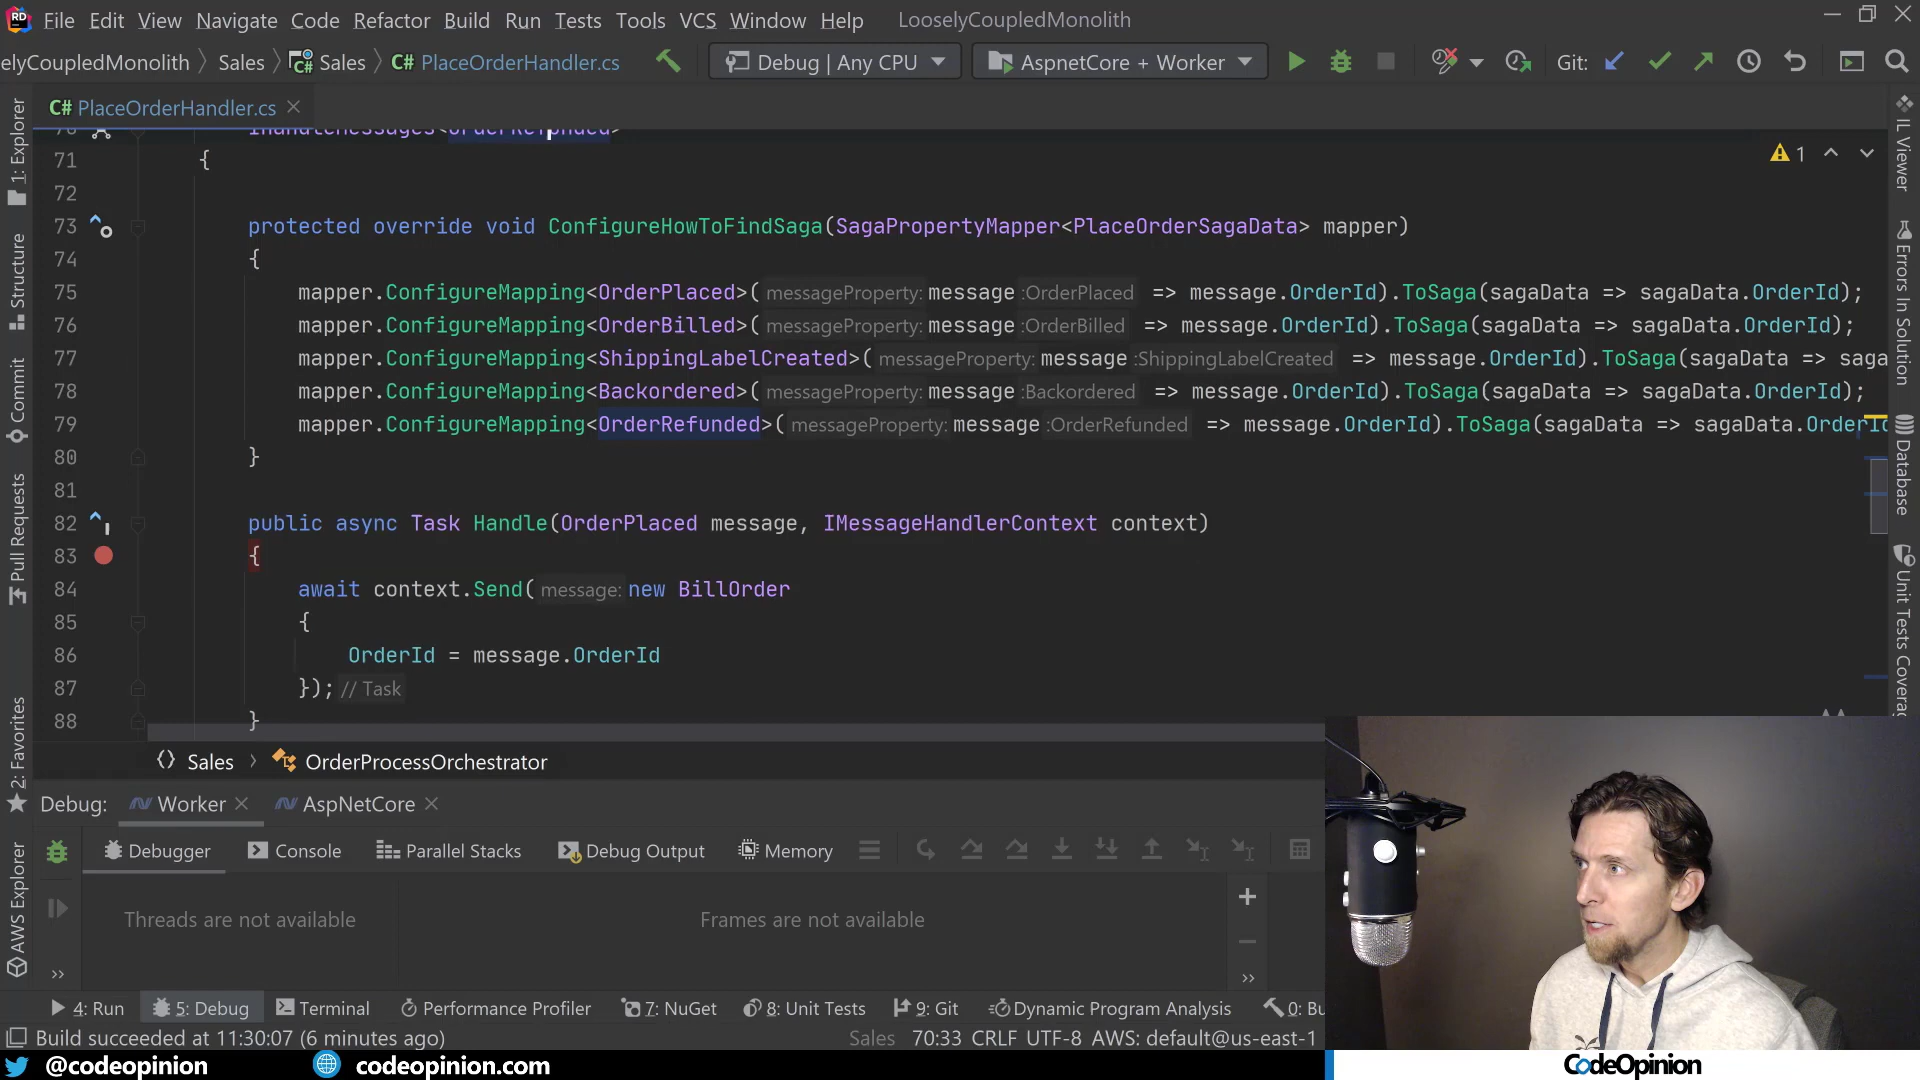 File Edit View Navigate Code Refactor Build Run Tests Tools VCS Window Help LooselyCoupledMonolith
elyCoupledMonolith Sales Sales C# PlaceOrderHandler.cs Debug | Any CPU AspnetCore + Worker Git:
C# PlaceOrderHandler.cs
70 IHandleMessages<OrderRefunded>
71 {
72
73 protected override void ConfigureHowToFindSaga(SagaPropertyMapper<PlaceOrderSagaData> mapper)
74 {
75 mapper.ConfigureMapping<OrderPlaced>( messageProperty: message :OrderPlaced => message.OrderId).ToSaga(sagaData => sagaData.OrderId);
76 mapper.ConfigureMapping<OrderBilled>( messageProperty: message :OrderBilled => message.OrderId).ToSaga(sagaData => sagaData.OrderId);
77 mapper.ConfigureMapping<ShippingLabelCreated>( messageProperty: message :ShippingLabelCreated => message.OrderId).ToSaga(sagaData => saga
78 mapper.ConfigureMapping<Backordered>( messageProperty: message :Backordered => message.OrderId).ToSaga(sagaData => sagaData.OrderId);
79 mapper.ConfigureMapping<OrderRefunded>( messageProperty: message :OrderRefunded => message.OrderId).ToSaga(sagaData => sagaData.OrderId
80 }
81
82 public async Task Handle(OrderPlaced message, IMessageHandlerContext context)
83 {
84 await context.Send( message: new BillOrder
85 {
86 OrderId = message.OrderId
87 }); // Task
88 }
1
Sales OrderProcessOrchestrator
Debug: Worker AspNetCore
Debugger Console Parallel Stacks Debug Output Memory
Threads are not available Frames are not available
4: Run 5: Debug Terminal Performance Profiler 7: NuGet 8: Unit Tests 9: Git Dynamic Program Analysis 0: Bu
Build succeeded at 11:30:07 (6 minutes ago) Sales 70:33 CRLF UTF-8 AWS: default@us-east-1
@codeopinion codeopinion.com CodeOpinion
1: Explorer
Structure
Commit
Pull Requests
2: Favorites
AWS Explorer
IL Viewer
Errors In Solution
Database
Unit Tests Coverag